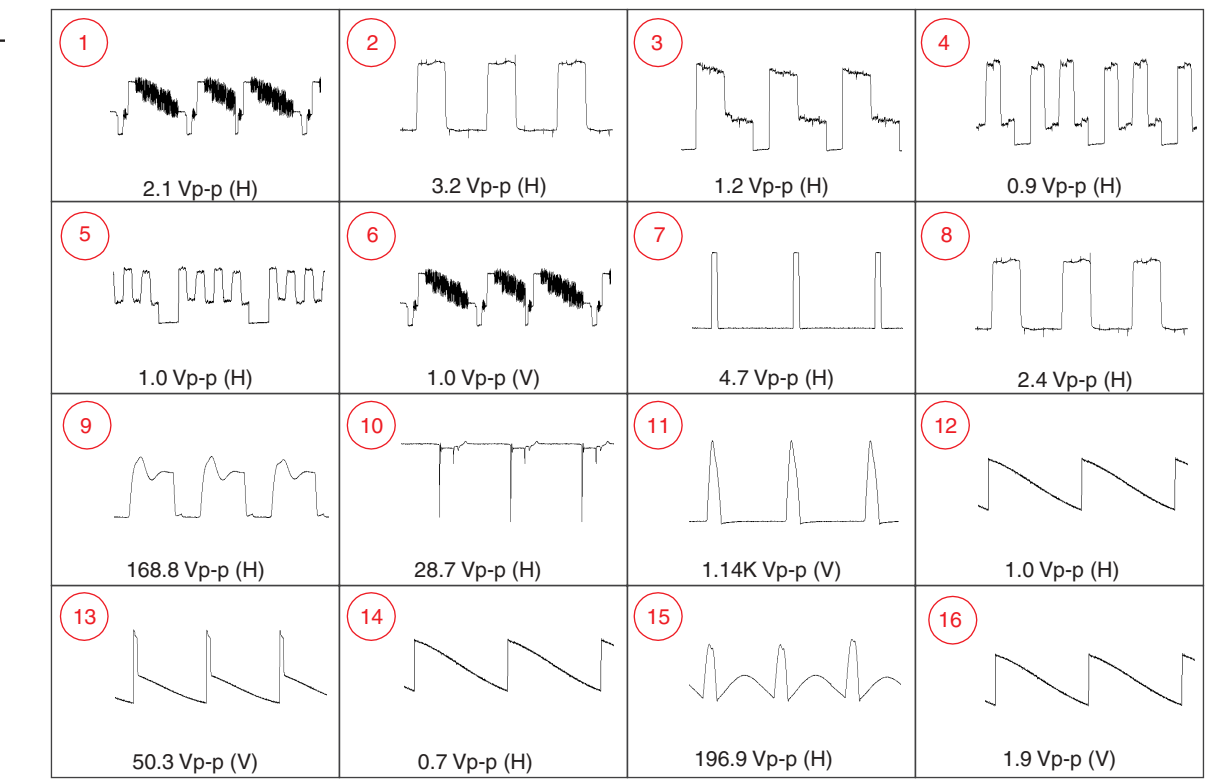 1
2
3
4
2.1 Vp-p (H)
3.2 Vp-p (H)
1.2 Vp-p (H)
0.9 Vp-p (H)
5
6
7
8
1.0 Vp-p (H)
1.0 Vp-p (V)
4.7 Vp-p (H)
2.4 Vp-p (H)
9
10
11
12
168.8 Vp-p (H)
28.7 Vp-p (H)
1.14K Vp-p (V)
1.0 Vp-p (H)
13
14
15
16
50.3 Vp-p (V)
0.7 Vp-p (H)
196.9 Vp-p (H)
1.9 Vp-p (V)